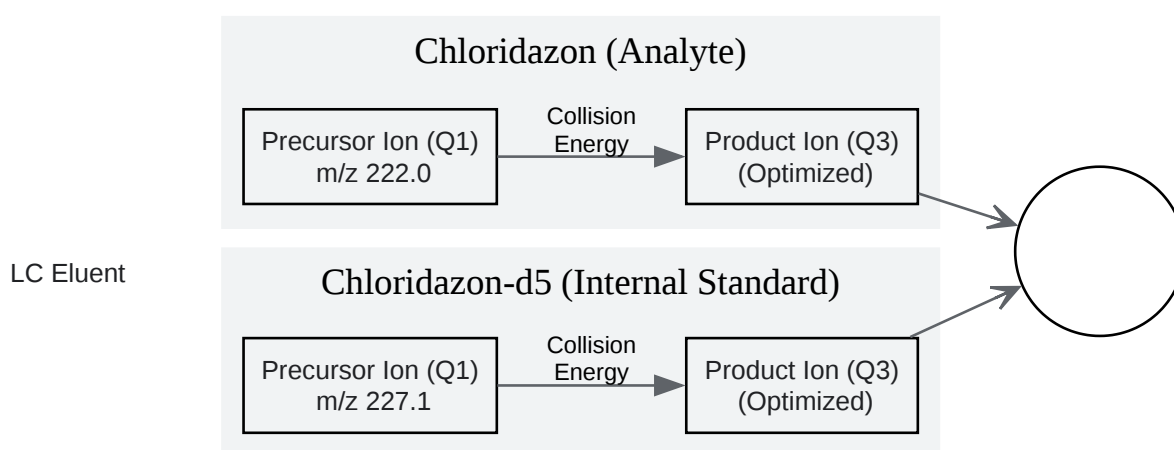 Chloridazon (Analyte)
Precursor Ion (Q1)
m/z 222.0
Collision
Energy
Product Ion (Q3)
(Optimized)
LC Eluent
Chloridazon-d5 (Internal Standard)
Precursor Ion (Q1)
m/z 227.1
Collision
Energy
Product Ion (Q3)
(Optimized)